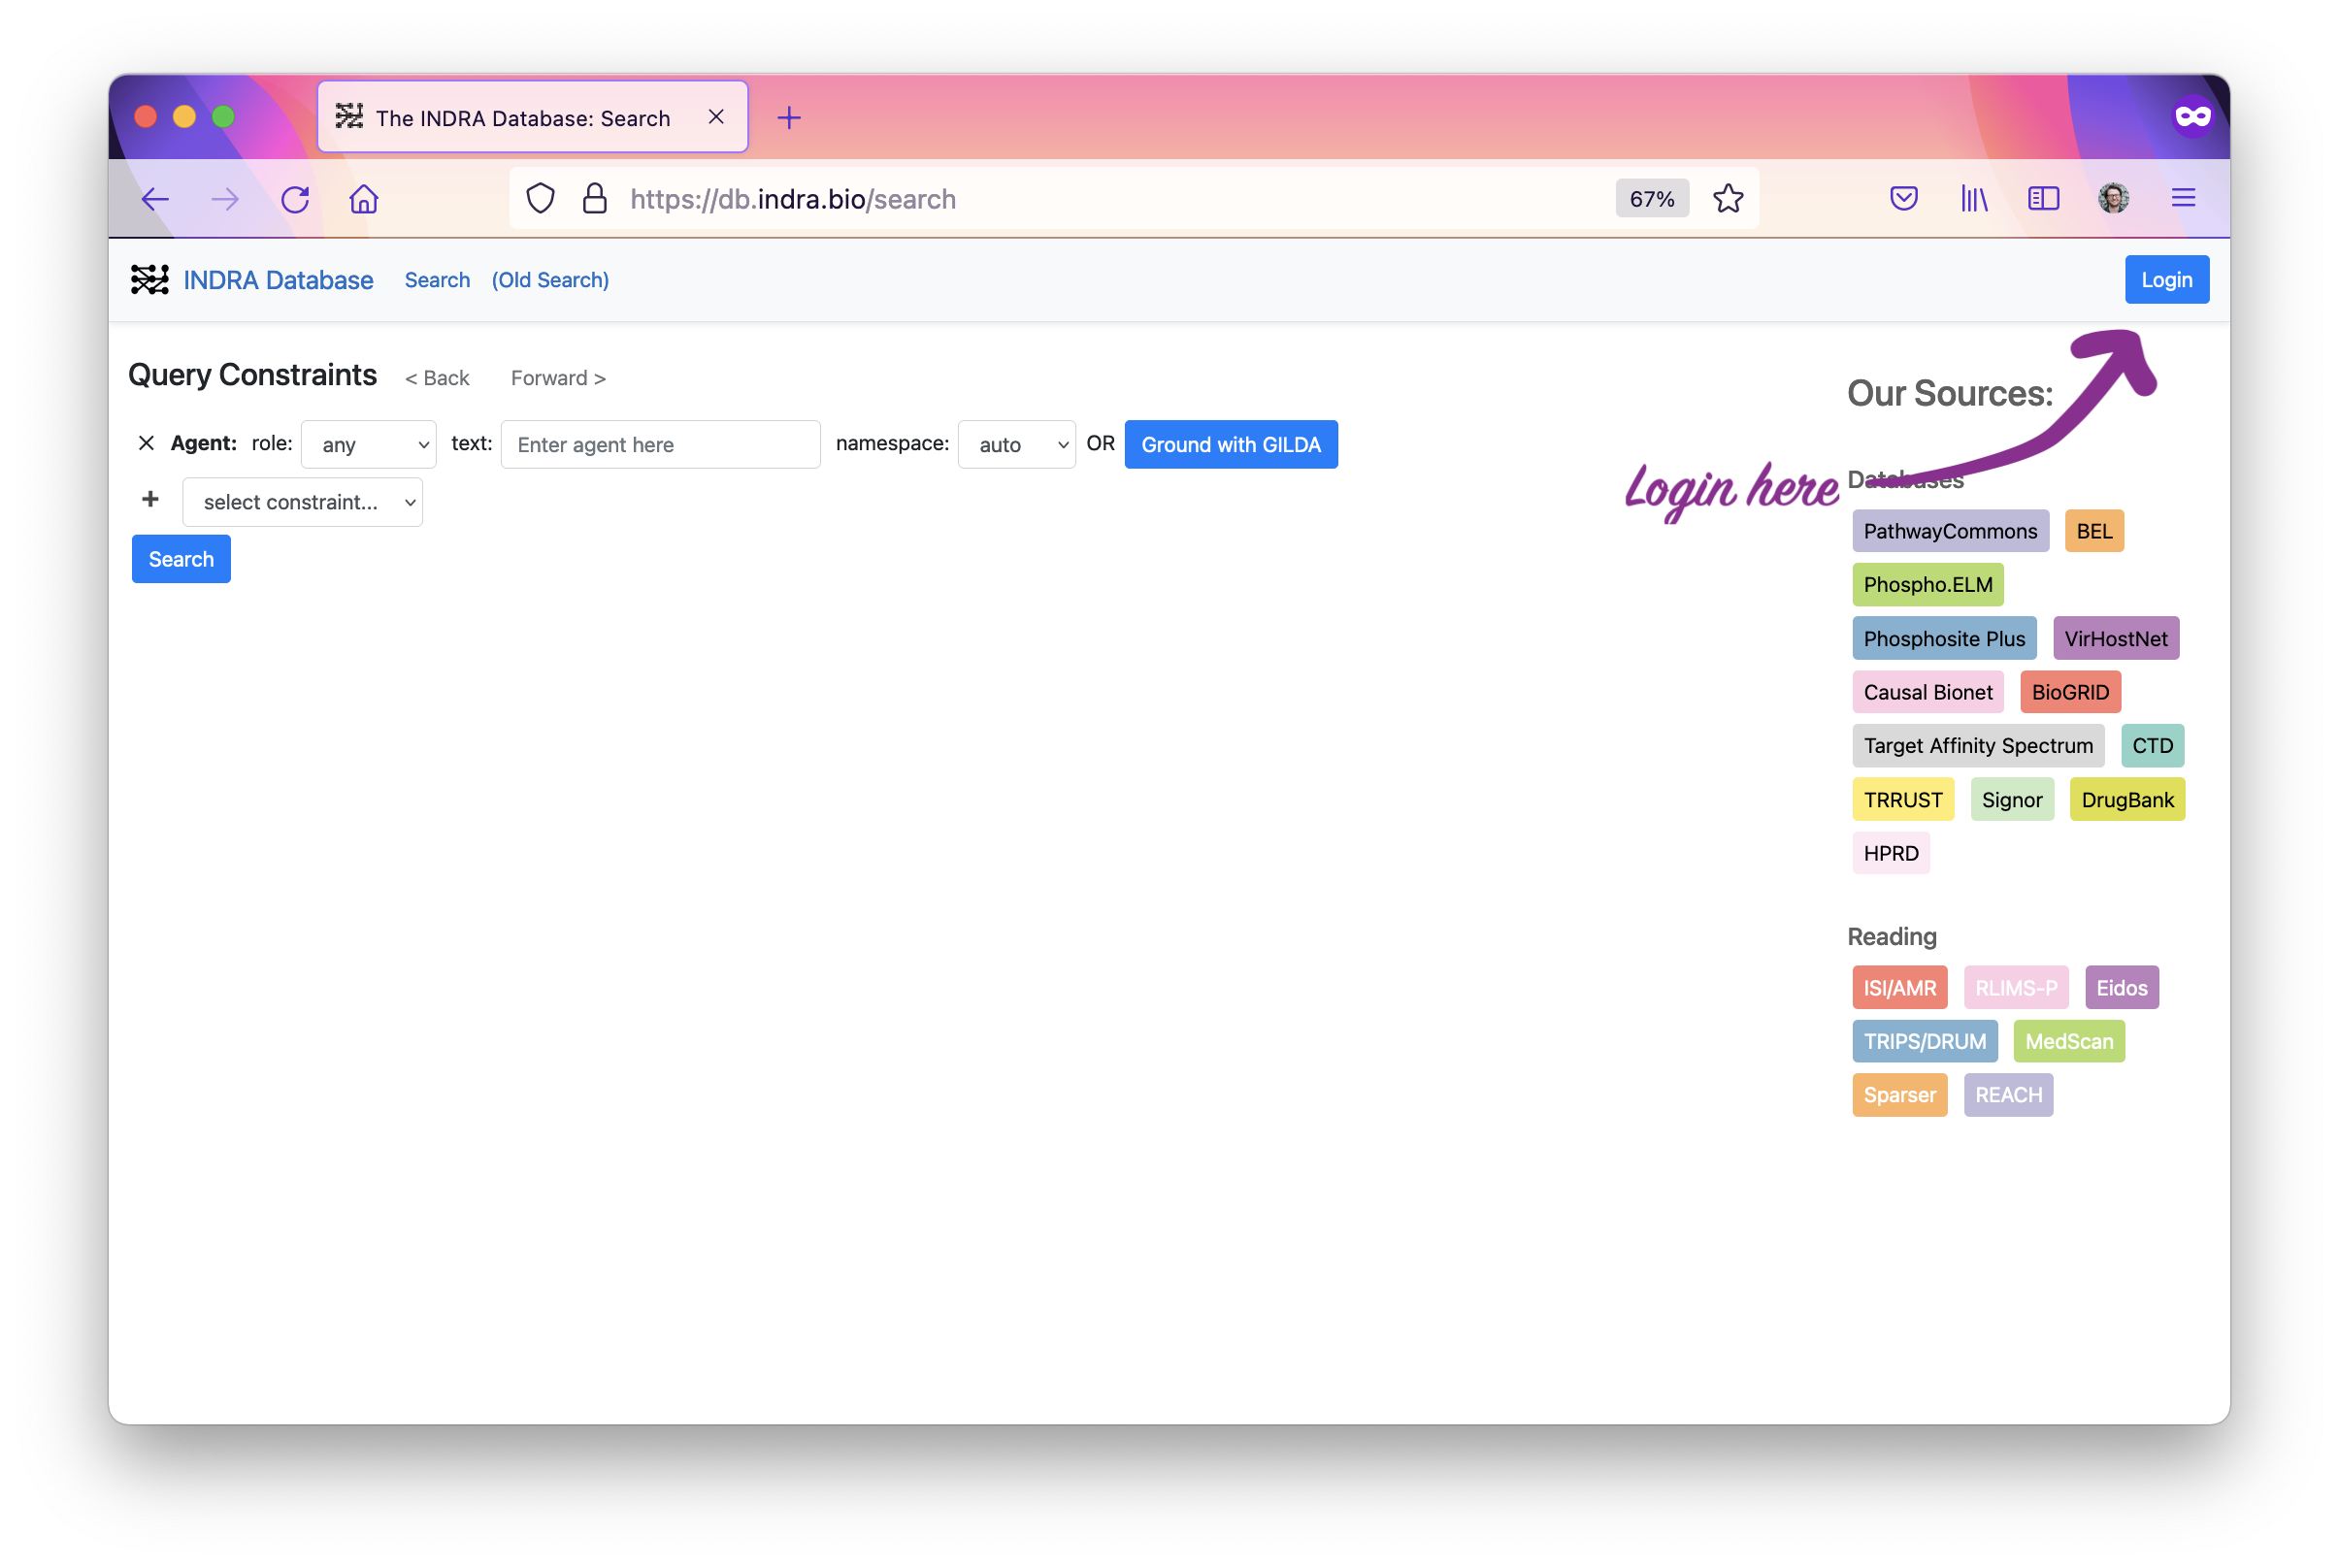 The INDRA Database: Search
https://db.indra.bio/search 67%
INDRA Database Search (Old Search) Login
Query Constraints < Back Forward >
Agent: role: any text: Enter agent here namespace: auto OR Ground with GILDA
select constraint...
Search
Login here
Our Sources:
Databases
PathwayCommons BEL
Phospho.ELM
Phosphosite Plus VirHostNet
Causal Bionet BioGRID
Target Affinity Spectrum CTD
TRRUST Signor DrugBank
HPRD
Reading
ISI/AMR RLIMS-P Eidos
TRIPS/DRUM MedScan
Sparser REACH